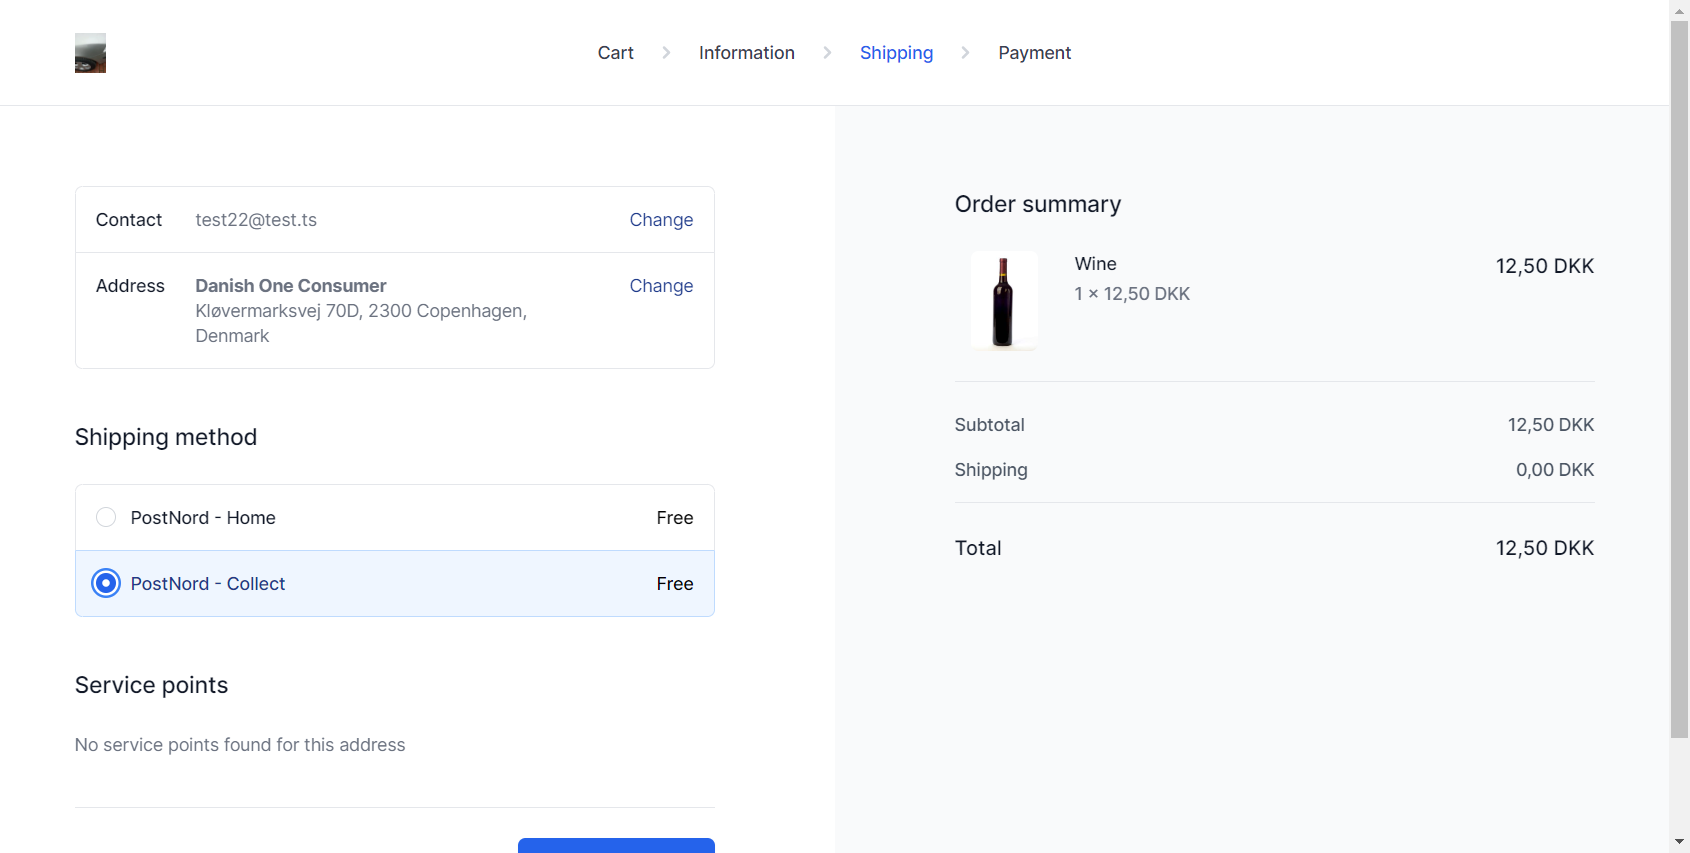 Cart
Information
Shipping
Payment
Contact test22@test.ts Change
Address Danish One Consumer Change
Kløvermarksvej 70D, 2300 Copenhagen,
Denmark
Shipping method
PostNord - Home Free
PostNord - Collect Free
Service points
No service points found for this address
Order summary
Wine 12,50 DKK
1 × 12,50 DKK
Subtotal 12,50 DKK
Shipping 0,00 DKK
Total 12,50 DKK